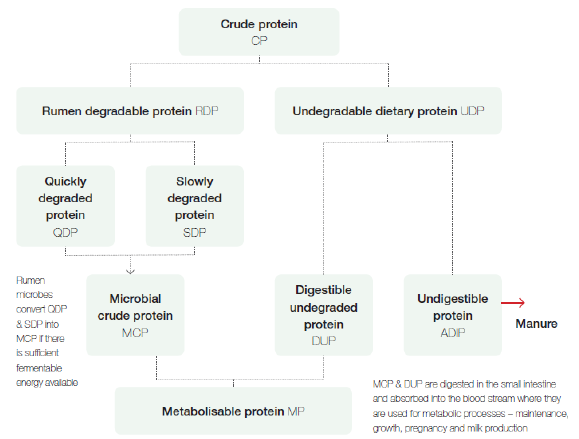 Crude protein
CP
Rumen degradable protein RDP
Undegradable dietary protein UDP
Quickly
degraded
protein
QDP
Slowly
degraded
protein
SDP
Rumen
microbes
convert QDP
& SDP into
MCP if there
is sufficient
fermentable
energy available
Microbial
crude protein
MCP
Digestible
undegraded
protein
DUP
Undigestible
protein
ADIP
Manure
Metabolisable protein MP
MCP & DUP are digested in the small intestine
and absorbed into the blood stream where they
are used for metabolic processes – maintenance,
growth, pregnancy and milk production